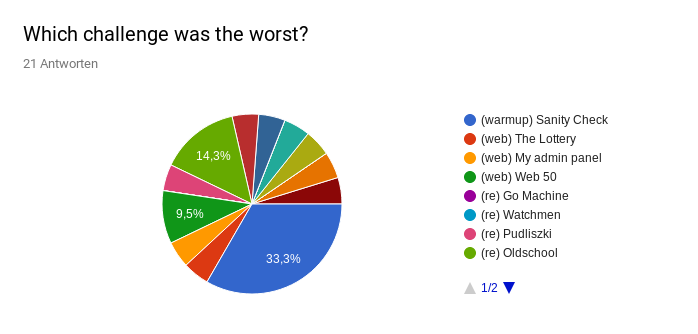 Which challenge was the worst?
21 Antworten
14,3%
9,5%
33,3%
(warmup) Sanity Check
(web) The Lottery
(web) My admin panel
(web) Web 50
(re) Go Machine
(re) Watchmen
(re) Pudliszki
(re) Oldschool
1/2